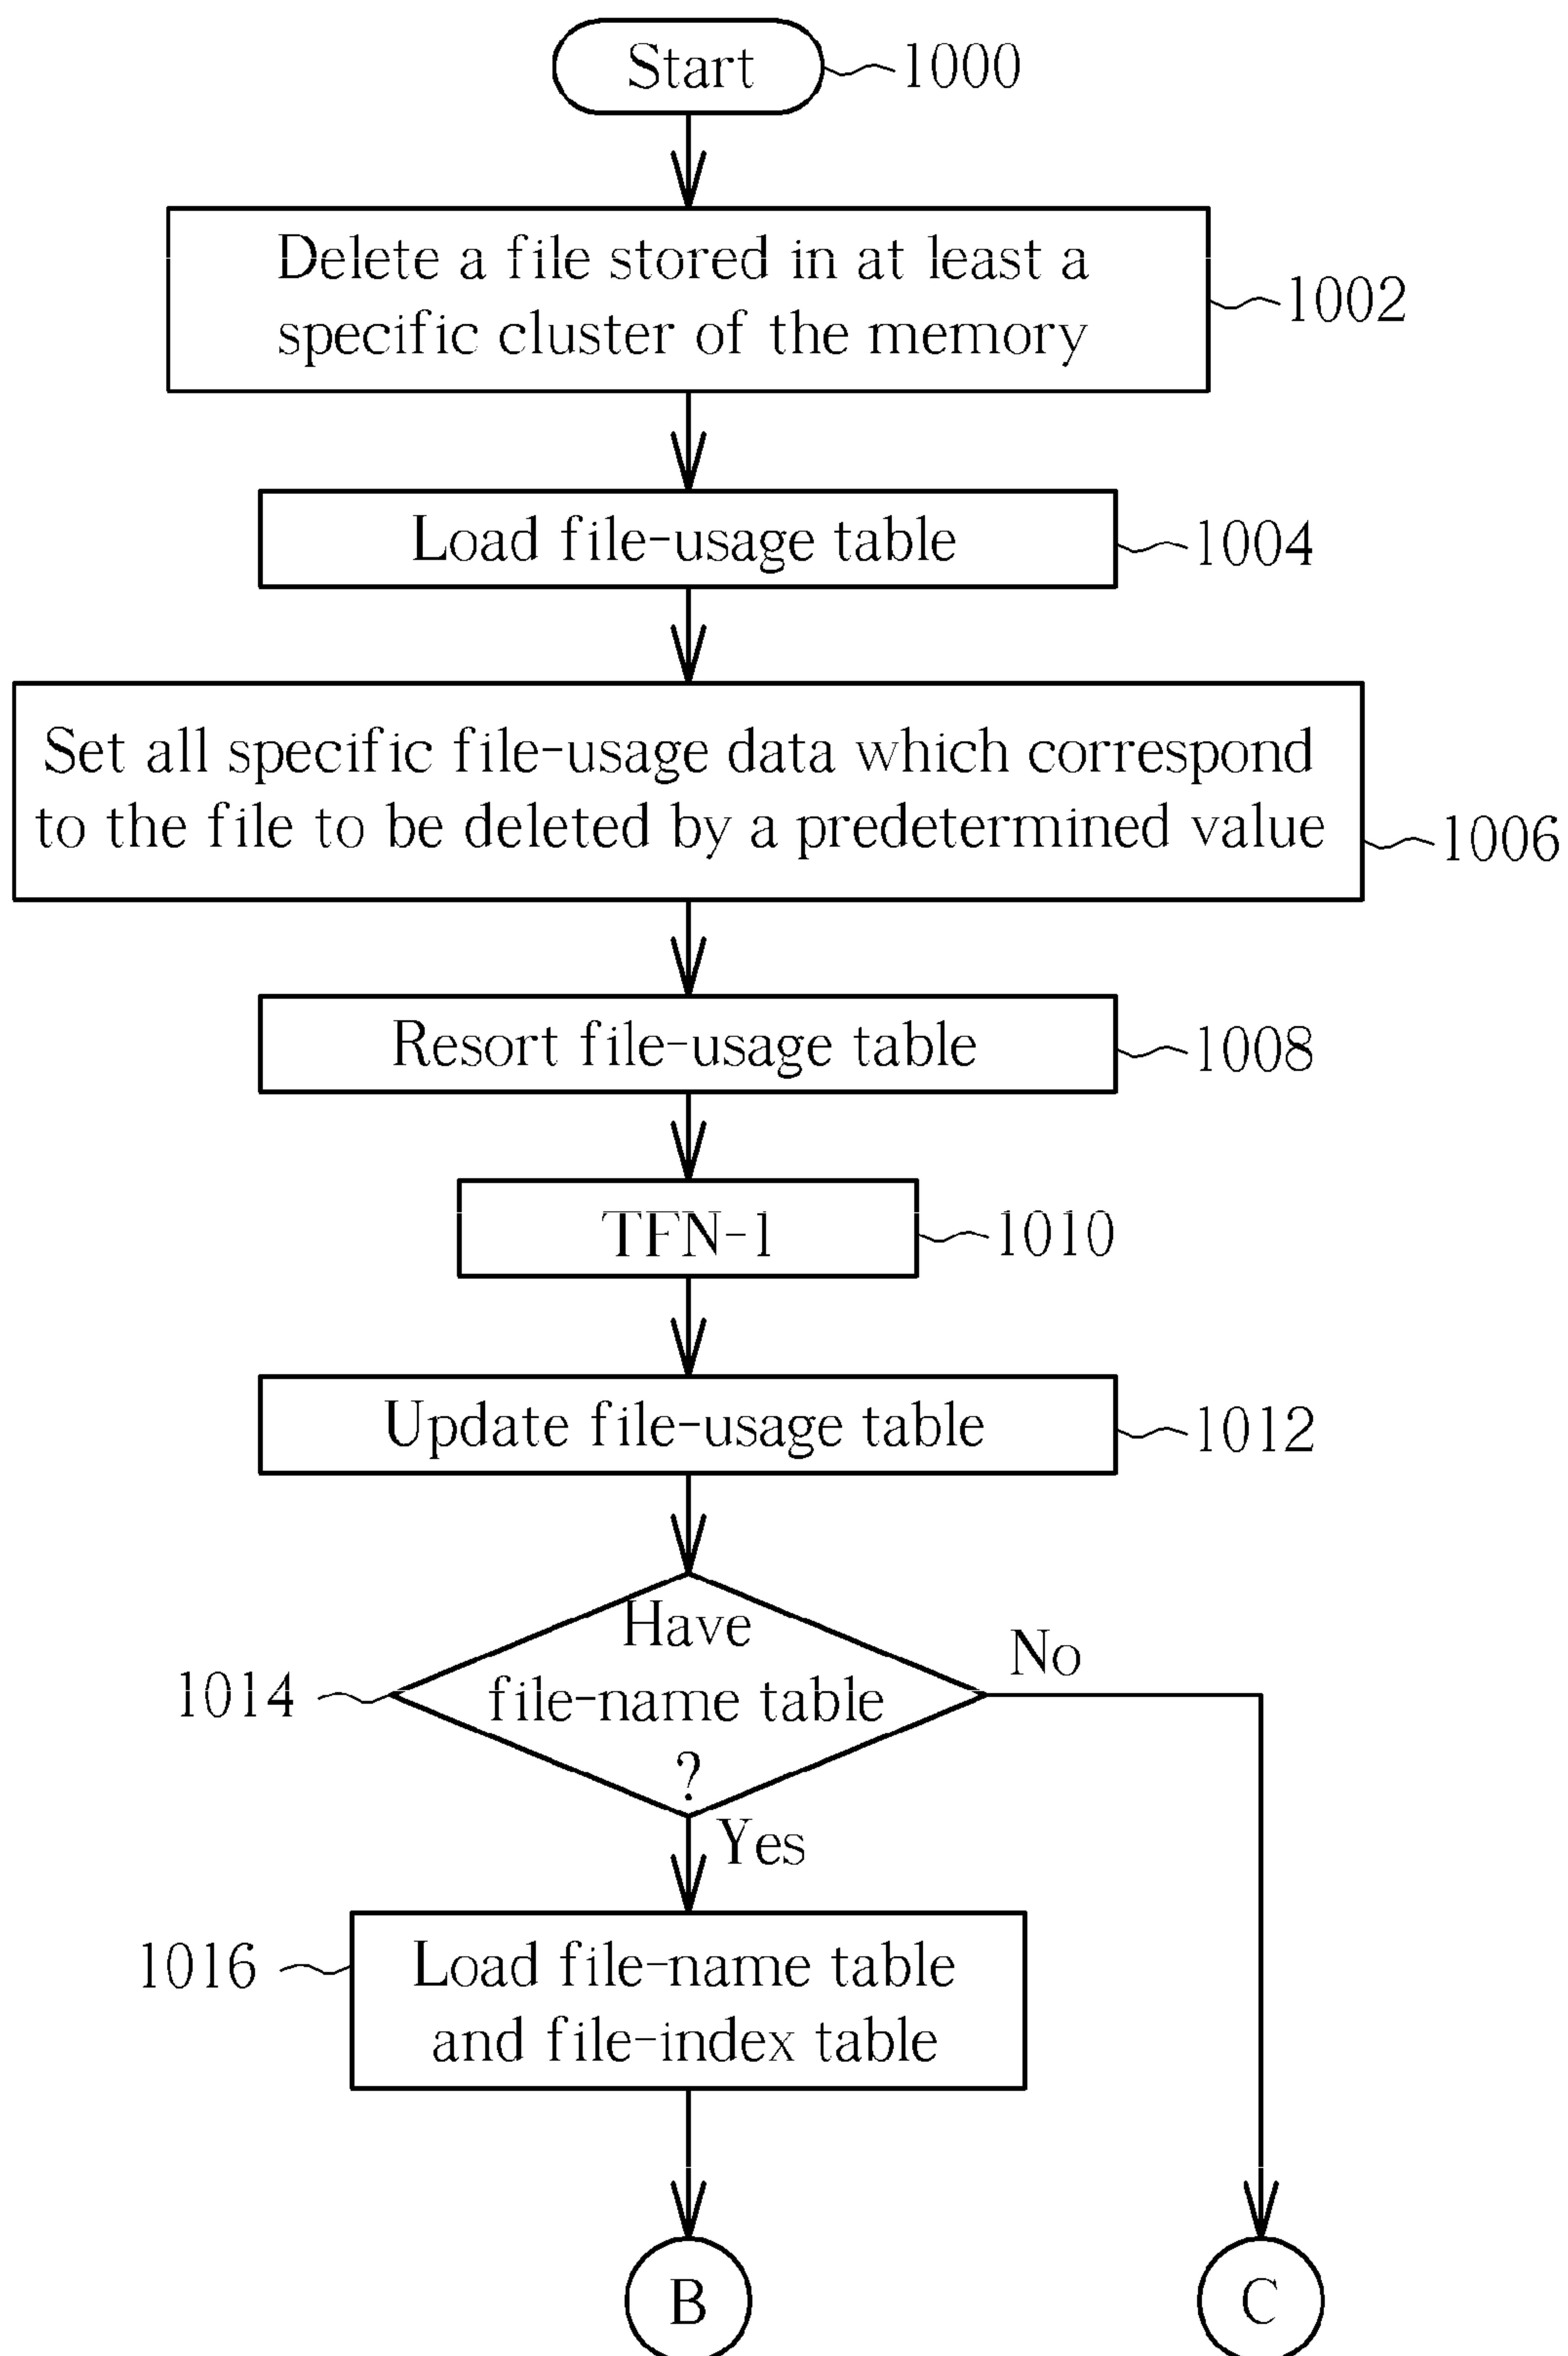 Start
1000
Delete a file stored in at least a
specific cluster of the memory
1002
Load file-usage table
1004
Set all specific file-usage data which correspond
to the file to be deleted by a predetermined value
1006
Resort file-usage table
1008
TFN-1
1010
Update file-usage table
1012
Have
file-name table
?
1014
No
Yes
1016
Load file-name table
and file-index table
B
C